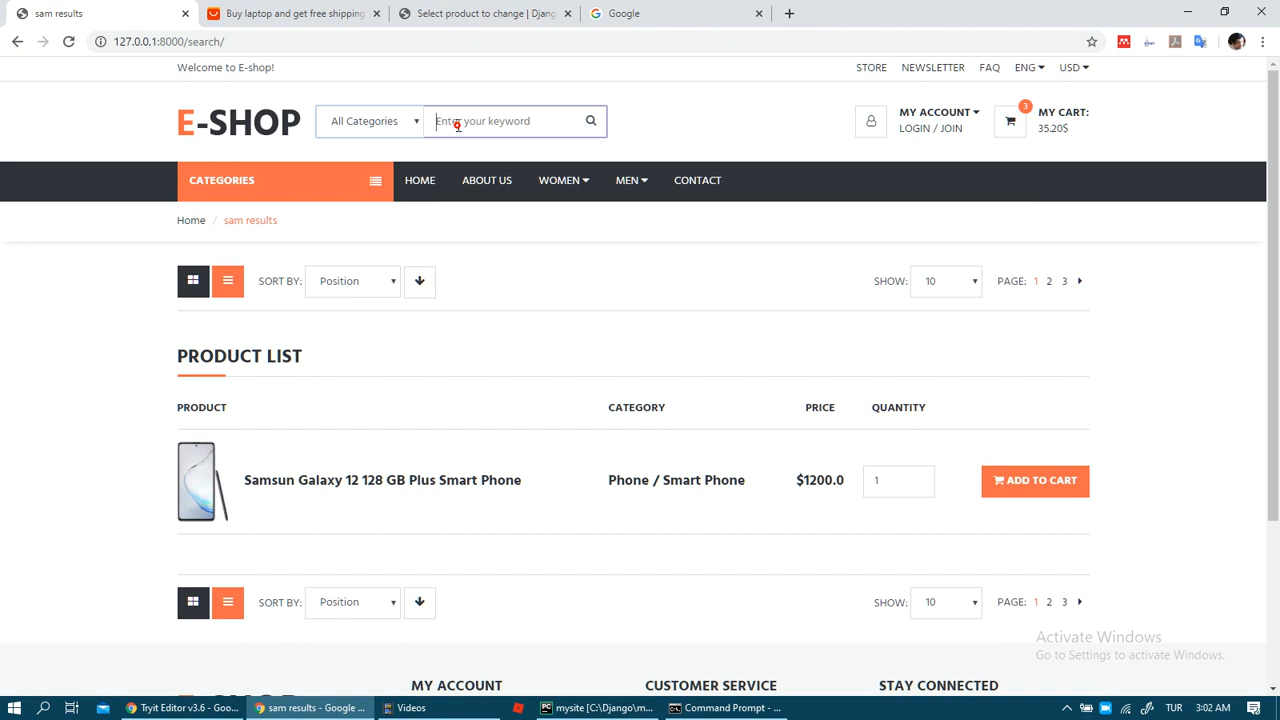 sam results
Buy laptop and get free shipping
Select product to change | Djang
Google
127.0.0.1:8000/search/
Welcome to E-shop!
STORE NEWSLETTER FAQ ENG USD
E-SHOP
All Categories
Enter your keyword
MY ACCOUNT
LOGIN / JOIN
3
MY CART:
35.20$
CATEGORIES
HOME ABOUT US WOMEN MEN CONTACT
Home / sam results
SORT BY: Position
SHOW: 10 PAGE: 1 2 3
PRODUCT LIST
PRODUCT CATEGORY PRICE QUANTITY
Samsun Galaxy 12 128 GB Plus Smart Phone
Phone / Smart Phone
$1200.0
1
ADD TO CART
SORT BY: Position
SHOW: 10 PAGE: 1 2 3
Activate Windows
Go to Settings to activate Windows.
MY ACCOUNT CUSTOMER SERVICE STAY CONNECTED
Tryit Editor v3.6 - Goo...
sam results - Google ...
Videos
mysite [C:\Django\m...
Command Prompt - ...
TUR
3:02 AM